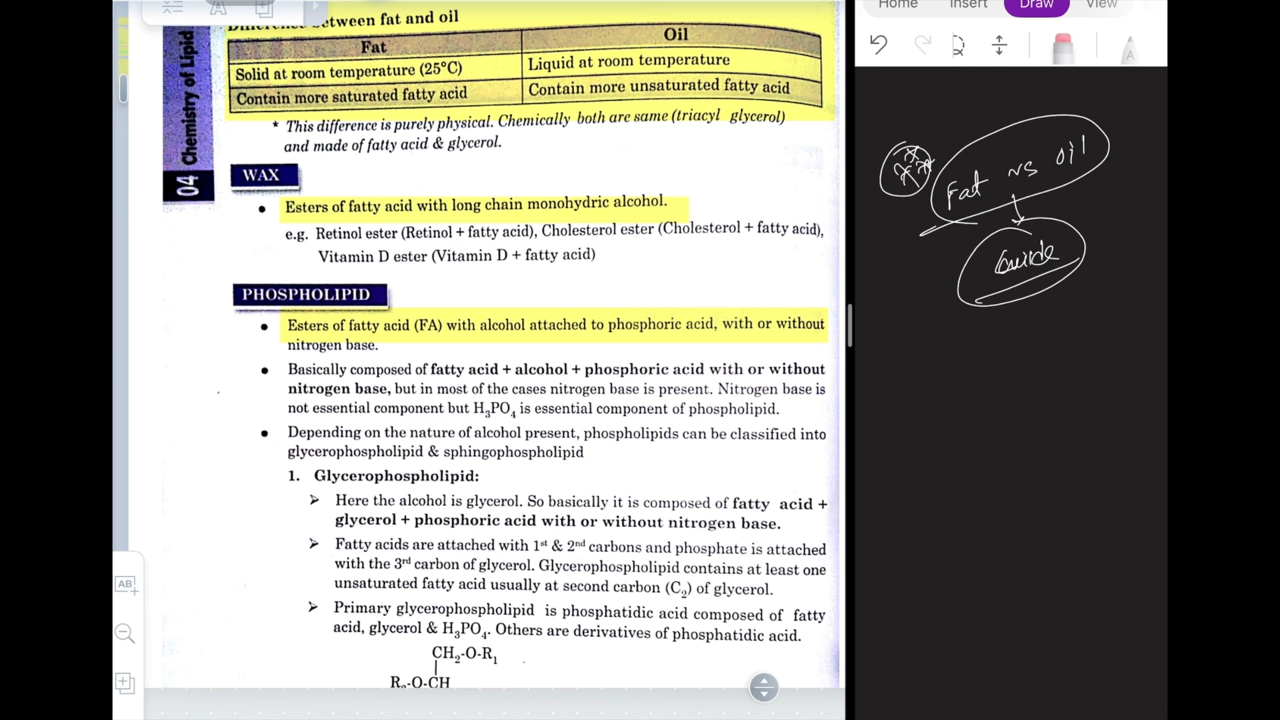 Home Insert Draw View
Difference between fat and oil
Fat Oil
Solid at room temperature (25°C) Liquid at room temperature
Contain more saturated fatty acid Contain more unsaturated fatty acid
* This difference is purely physical. Chemically both are same (triacyl glycerol)
and made of fatty acid & glycerol.
04 Chemistry of Lipid
WAX
• Esters of fatty acid with long chain monohydric alcohol.
e.g. Retinol ester (Retinol + fatty acid), Cholesterol ester (Cholesterol + fatty acid),
Vitamin D ester (Vitamin D + fatty acid)
PHOSPHOLIPID
• Esters of fatty acid (FA) with alcohol attached to phosphoric acid, with or without
nitrogen base.
• Basically composed of fatty acid + alcohol + phosphoric acid with or without
nitrogen base, but in most of the cases nitrogen base is present. Nitrogen base is
not essential component but H₃PO₄ is essential component of phospholipid.
• Depending on the nature of alcohol present, phospholipids can be classified into
glycerophospholipid & sphingophospholipid
1. Glycerophospholipid:
➢ Here the alcohol is glycerol. So basically it is composed of fatty acid +
glycerol + phosphoric acid with or without nitrogen base.
➢ Fatty acids are attached with 1st & 2nd carbons and phosphate is attached
with the 3rd carbon of glycerol. Glycerophospholipid contains at least one
unsaturated fatty acid usually at second carbon (C₂) of glycerol.
➢ Primary glycerophospholipid is phosphatidic acid composed of fatty
acid, glycerol & H₃PO₄. Others are derivatives of phosphatidic acid.
CH₂-O-R₁
R₂-O-CH
AB
Fat vs Oil